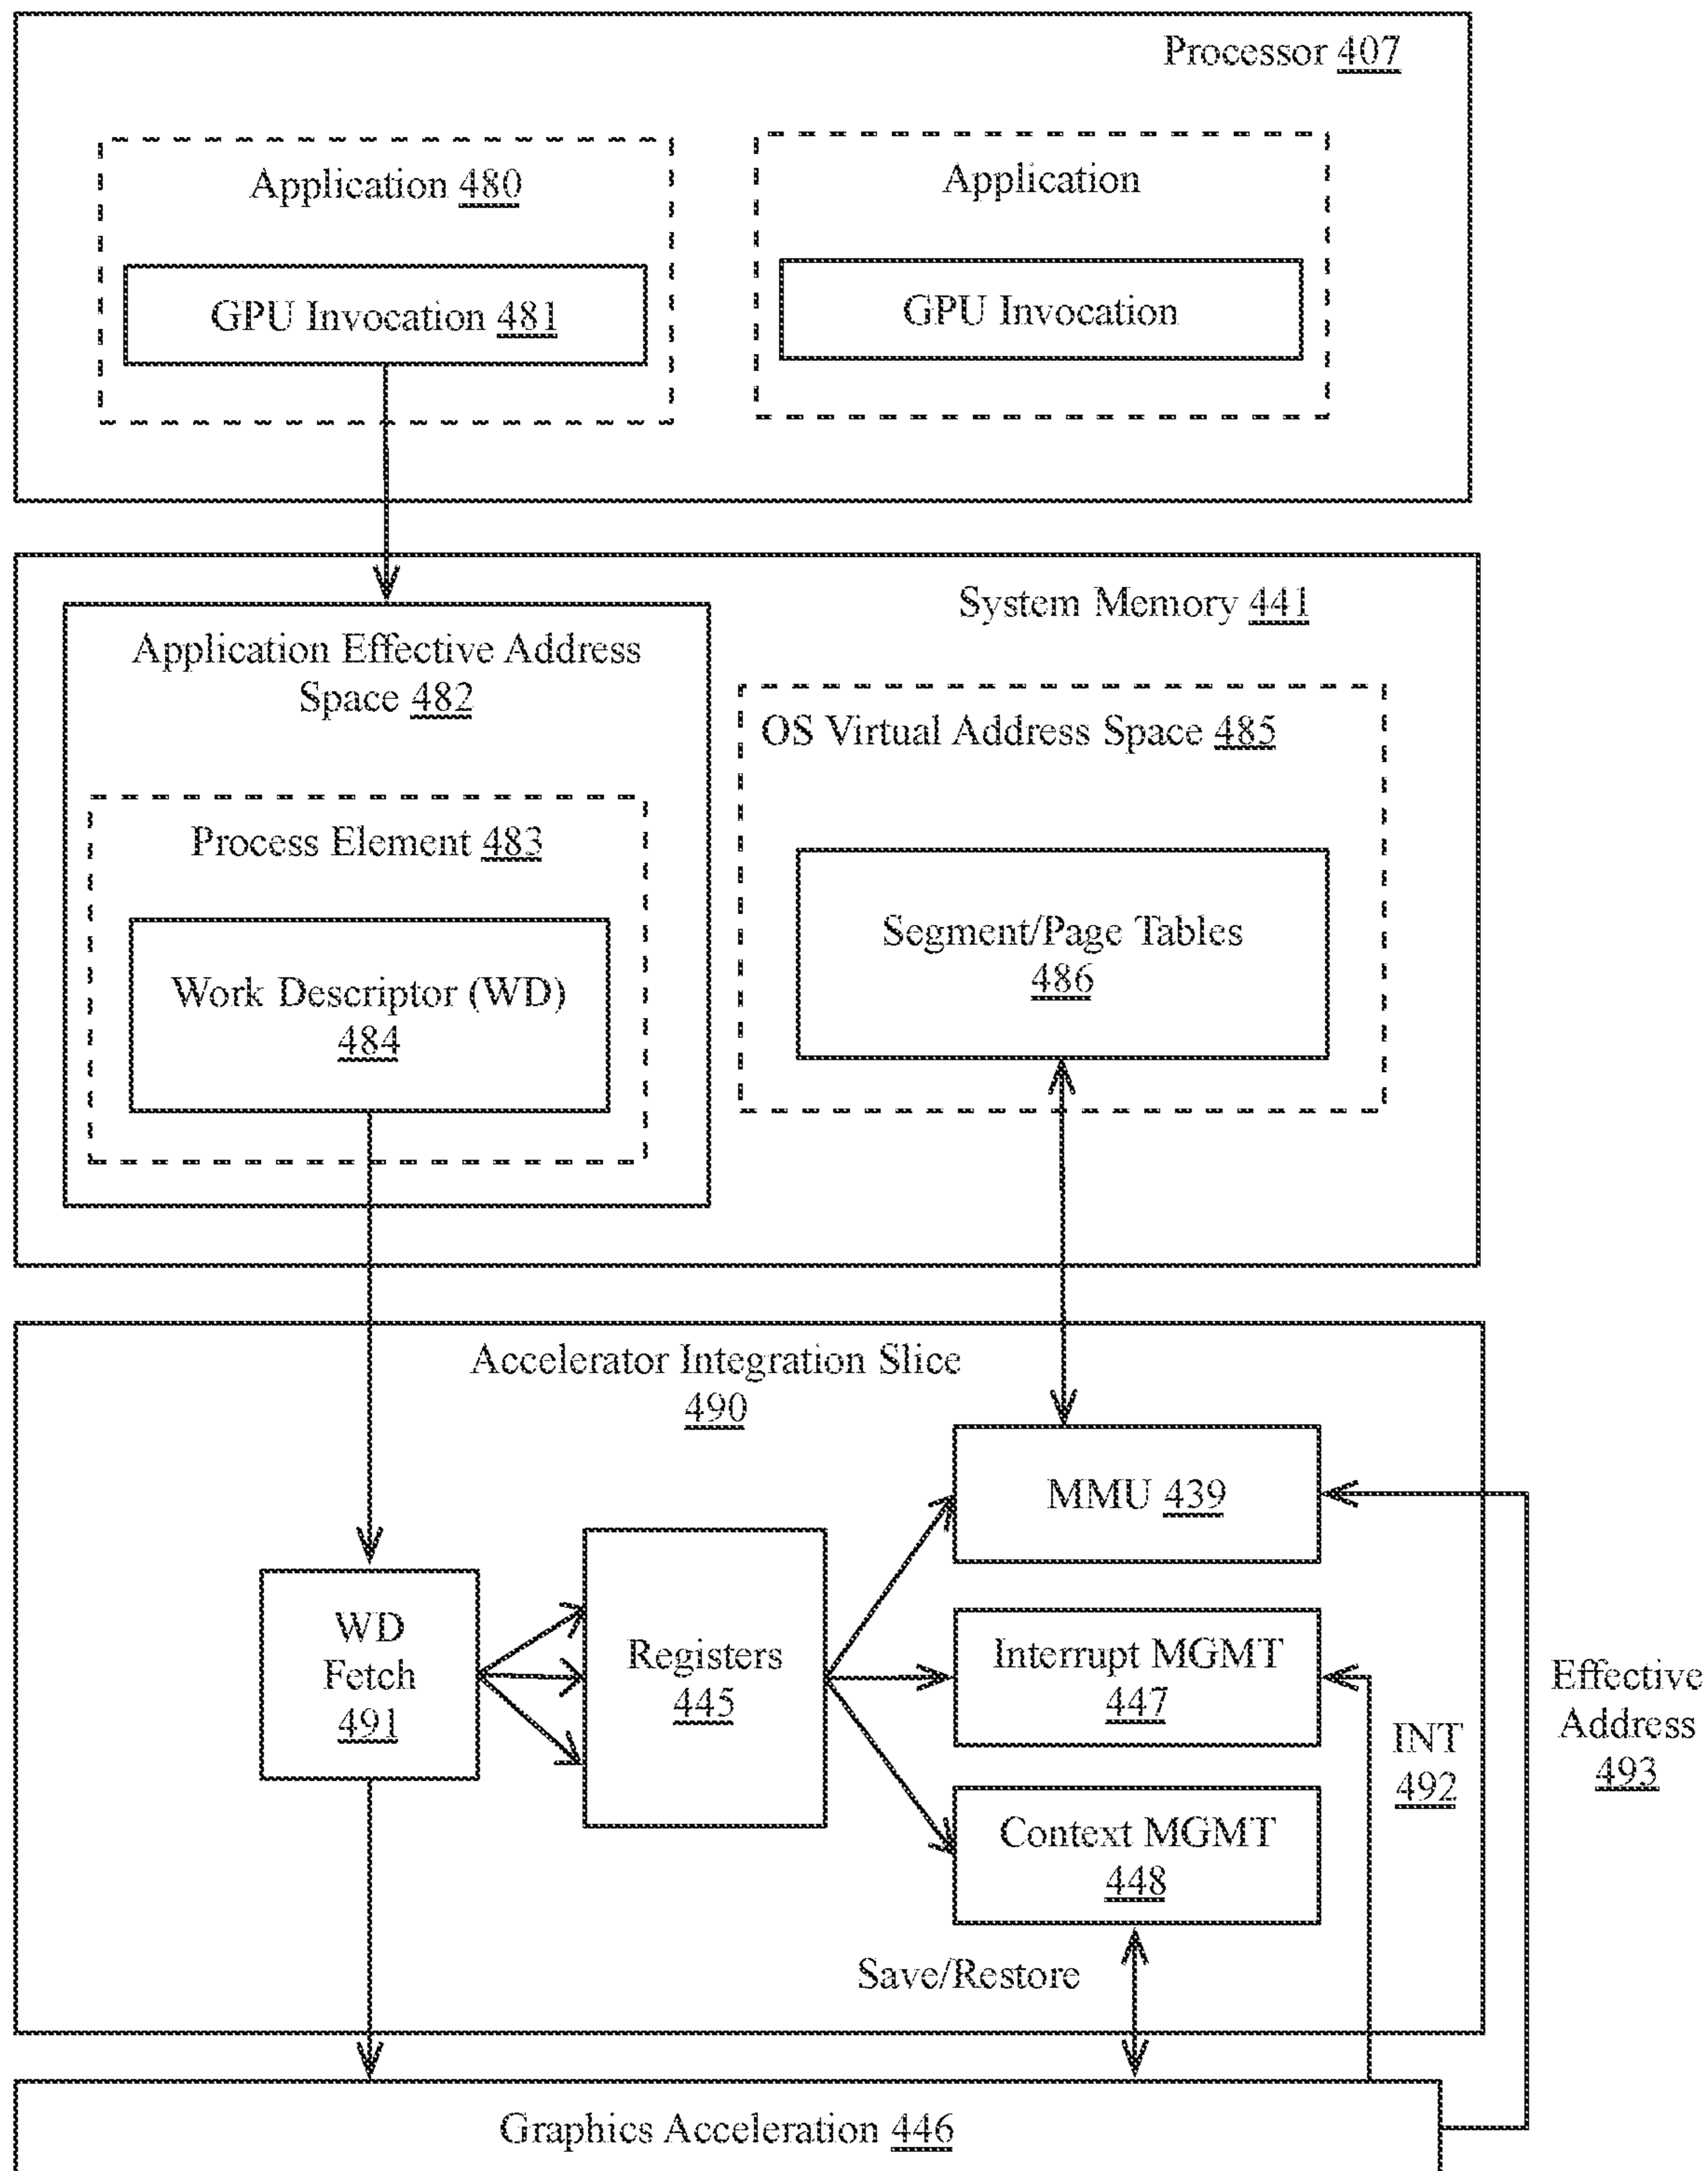 Processor 407
Application 480
Application
GPU Invocation 481
GPU Invocation
System Memory 441
Application Effective Address
Space 482
OS Virtual Address Space 485
Process Element 483
Segment/Page Tables
486
Work Descriptor (WD)
484
Accelerator Integration Slice
490
MMU 439
WD
Fetch
491
Registers
445
Interrupt MGMT
447
Effective
Address
493
INT
492
Context MGMT
448
Save/Restore
Graphics Acceleration 446